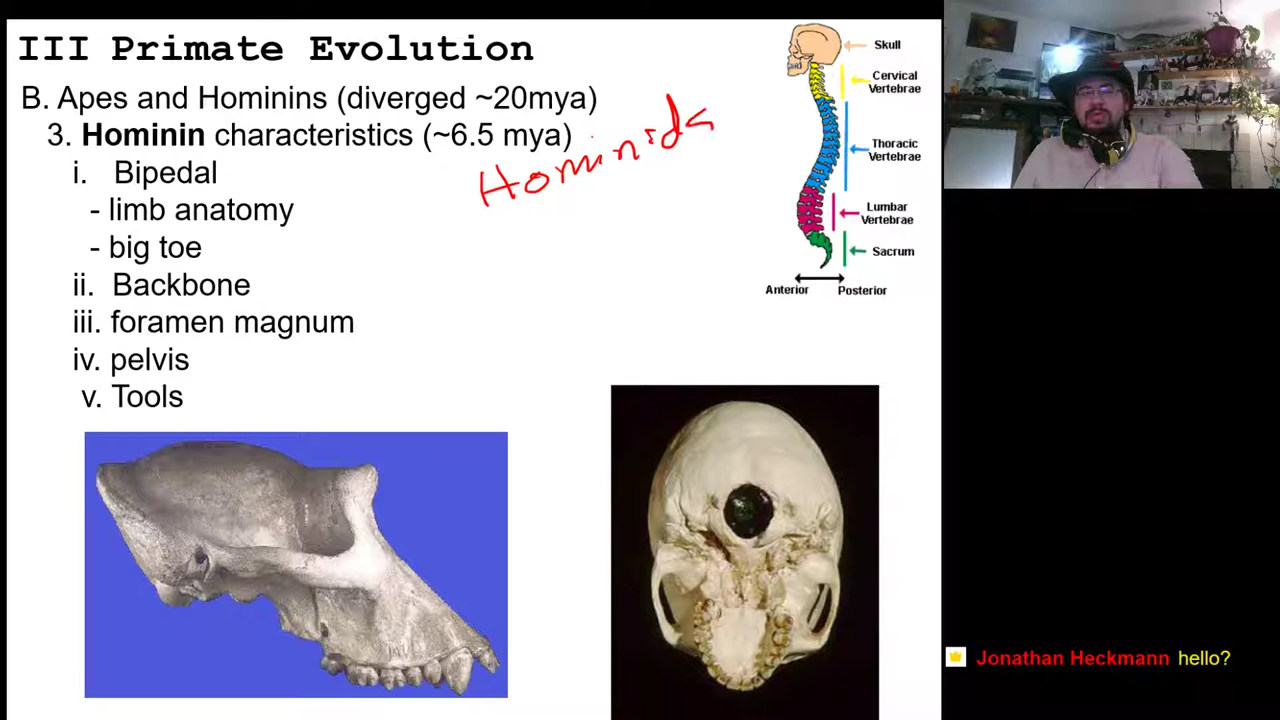 III Primate Evolution
B. Apes and Hominins (diverged ~20mya)
3. Hominin characteristics (~6.5 mya)
Hominids
i. Bipedal
- limb anatomy
- big toe
ii. Backbone
iii. foramen magnum
iv. pelvis
v. Tools
Skull
Cervical
Vertebrae
Thoracic
Vertebrae
Lumbar
Vertebrae
Sacrum
Anterior
Posterior
Jonathan Heckmann hello?